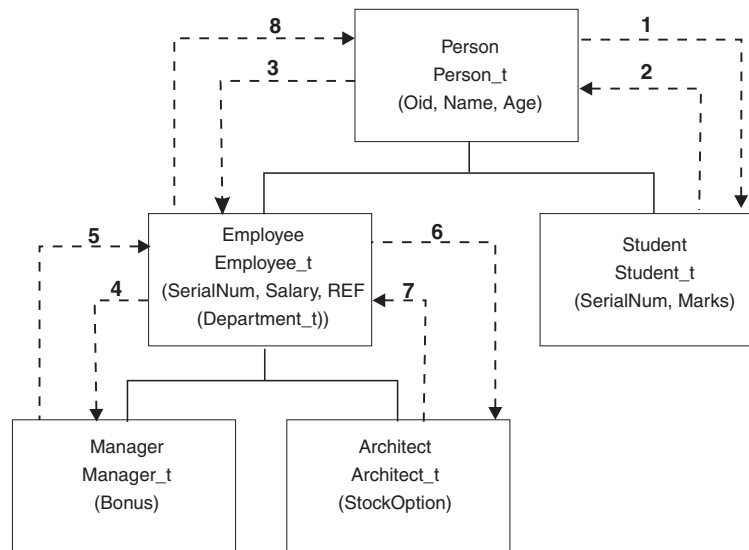 8
1
Person
Person_t
(Oid, Name, Age)
3
2
Employee
Employee_t
(SerialNum, Salary, REF
(Department_t))
5
6
4
7
Student
Student_t
(SerialNum, Marks)
Manager
Manager_t
(Bonus)
Architect
Architect_t
(StockOption)